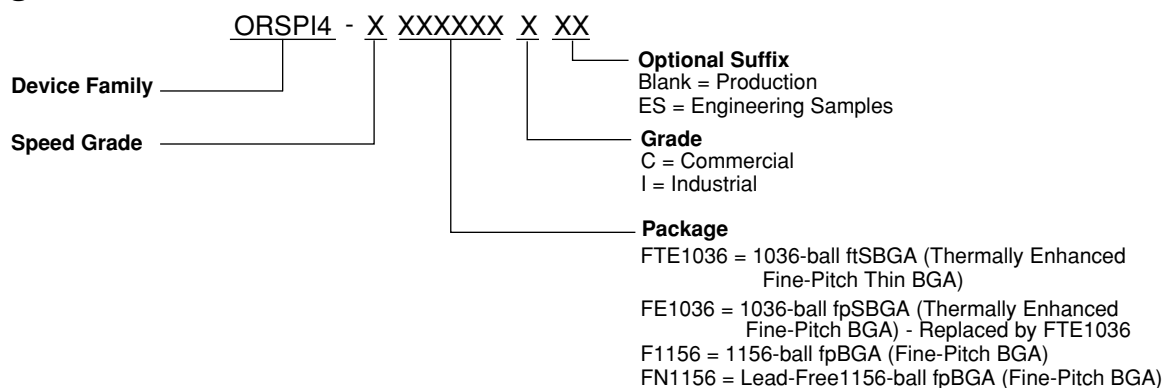 ORSPI4 - X XXXXXX X XX
Device Family
Speed Grade
Optional Suffix
Blank = Production
ES = Engineering Samples
Grade
C = Commercial
I = Industrial
Package
FTE1036 = 1036-ball ftSBGA (Thermally Enhanced
Fine-Pitch Thin BGA)
FE1036 = 1036-ball fpSBGA (Thermally Enhanced
Fine-Pitch BGA) - Replaced by FTE1036
F1156 = 1156-ball fpBGA (Fine-Pitch BGA)
FN1156 = Lead-Free1156-ball fpBGA (Fine-Pitch BGA)